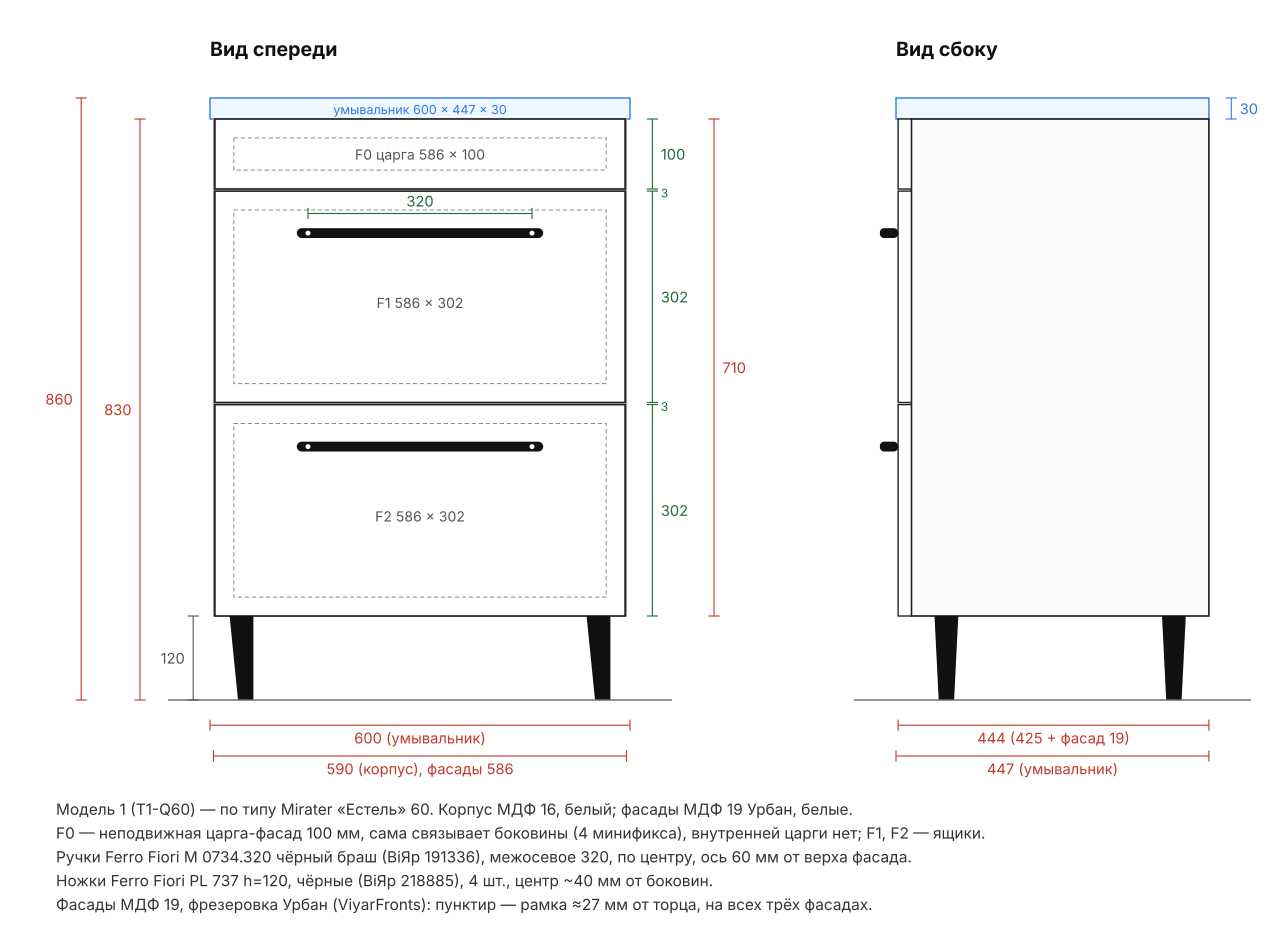 Вид спереди
Вид сбоку
умывальник 600 × 447 × 30
30
F0 царга 586 × 100
100
3
320
F1 586 × 302
302
710
860
830
3
F2 586 × 302
302
120
600 (умывальник)
444 (425 + фасад 19)
590 (корпус), фасады 586
447 (умывальник)
Модель 1 (T1-Q60) — по типу Mirater «Естель» 60. Корпус МДФ 16, белый; фасады МДФ 19 Урбан, белые.
F0 — неподвижная царга-фасад 100 мм, сама связывает боковины (4 минификса), внутренней царги нет; F1, F2 — ящики.
Ручки Ferro Fiori M 0734.320 чёрный браш (ВіЯр 191336), межосевое 320, по центру, ось 60 мм от верха фасада.
Ножки Ferro Fiori PL 737 h=120, чёрные (ВіЯр 218885), 4 шт., центр ~40 мм от боковин.
Фасады МДФ 19, фрезеровка Урбан (ViyarFronts): пунктир — рамка ≈27 мм от торца, на всех трёх фасадах.